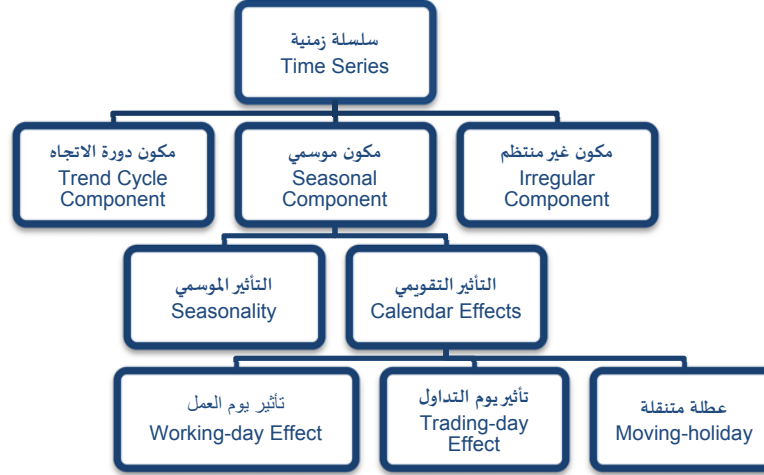 سلسلة زمنية
Time Series
مكون دورة الاتجاه
Trend Cycle
Component
مكون موسمي
Seasonal
Component
مكون غير منتظم
Irregular
Component
التأثير الموسمي
Seasonality
التأثير التقويمي
Calendar Effects
تأثير يوم العمل
Working-day Effect
تأثير يوم التداول
Trading-day
Effect
عطلة متنقلة
Moving-holiday